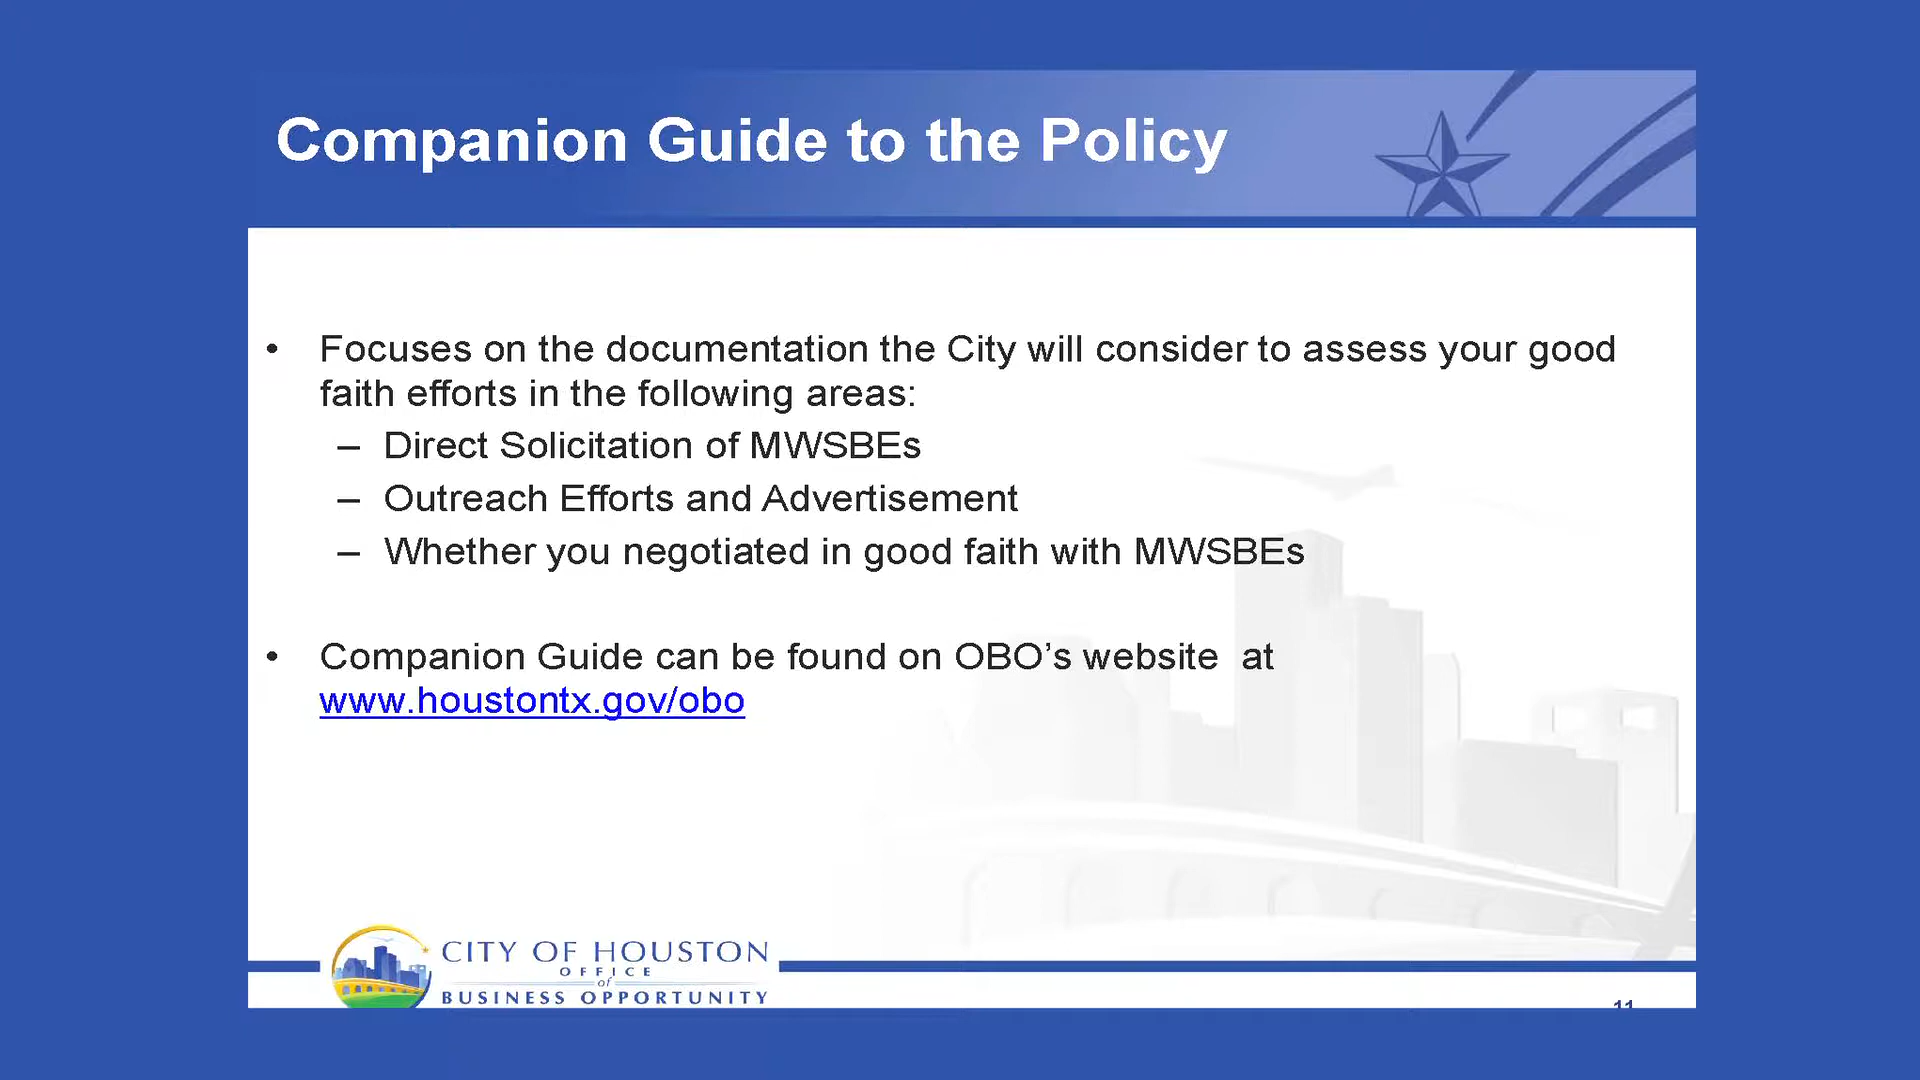 Companion Guide to the Policy
• Focuses on the documentation the City will consider to assess your good
faith efforts in the following areas:
– Direct Solicitation of MWSBEs
– Outreach Efforts and Advertisement
– Whether you negotiated in good faith with MWSBEs
• Companion Guide can be found on OBO’s website  at
www.houstontx.gov/obo
CITY OF HOUSTON
OFFICE
of
BUSINESS OPPORTUNITY
11